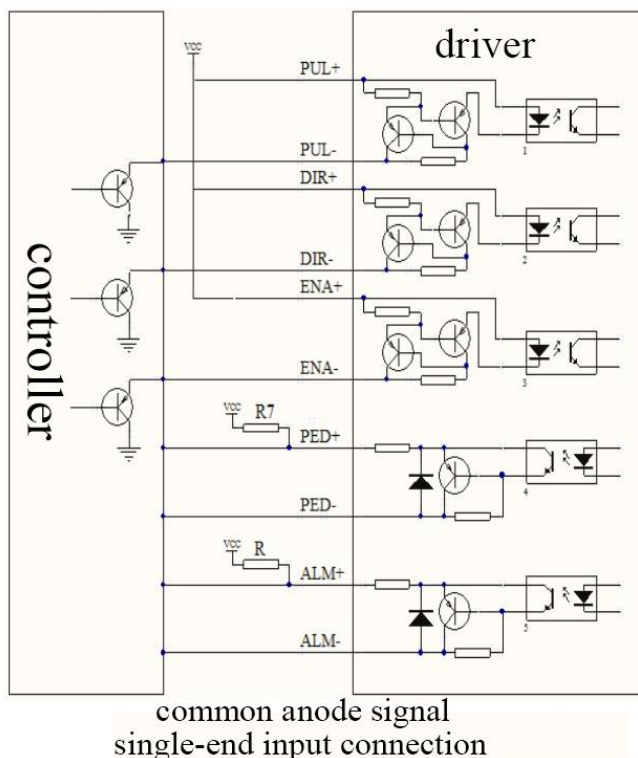 driver
vcc
PUL+
1
PUL-
DIR+
controller
2
DIR-
ENA+
3
ENA-
vcc
R7
PED+
4
PED-
vcc
R
ALM+
5
ALM-
common anode signal
single-end input connection